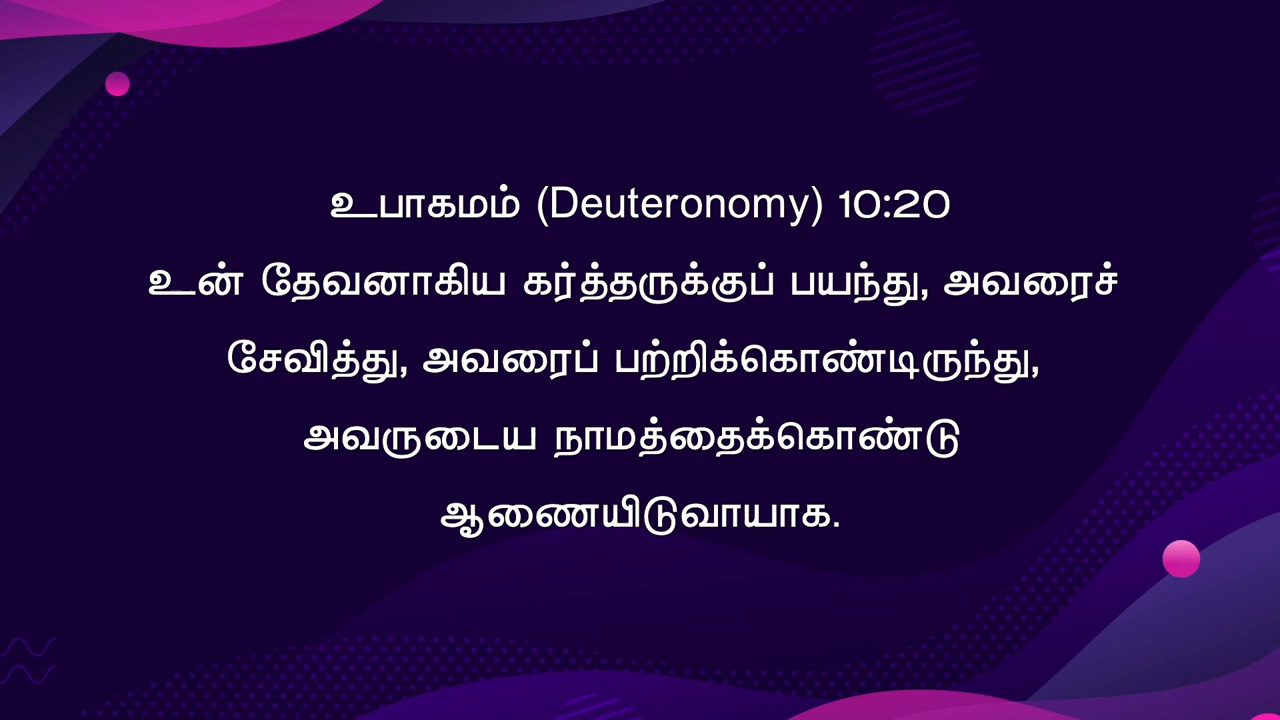 உபாகமம் (Deuteronomy) 10:20
உன் தேவனாகிய கர்த்தருக்குப் பயந்து, அவரைச்
சேவித்து, அவரைப் பற்றிக்கொண்டிருந்து,
அவருடைய நாமத்தைக்கொண்டு
ஆணையிடுவாயாக.